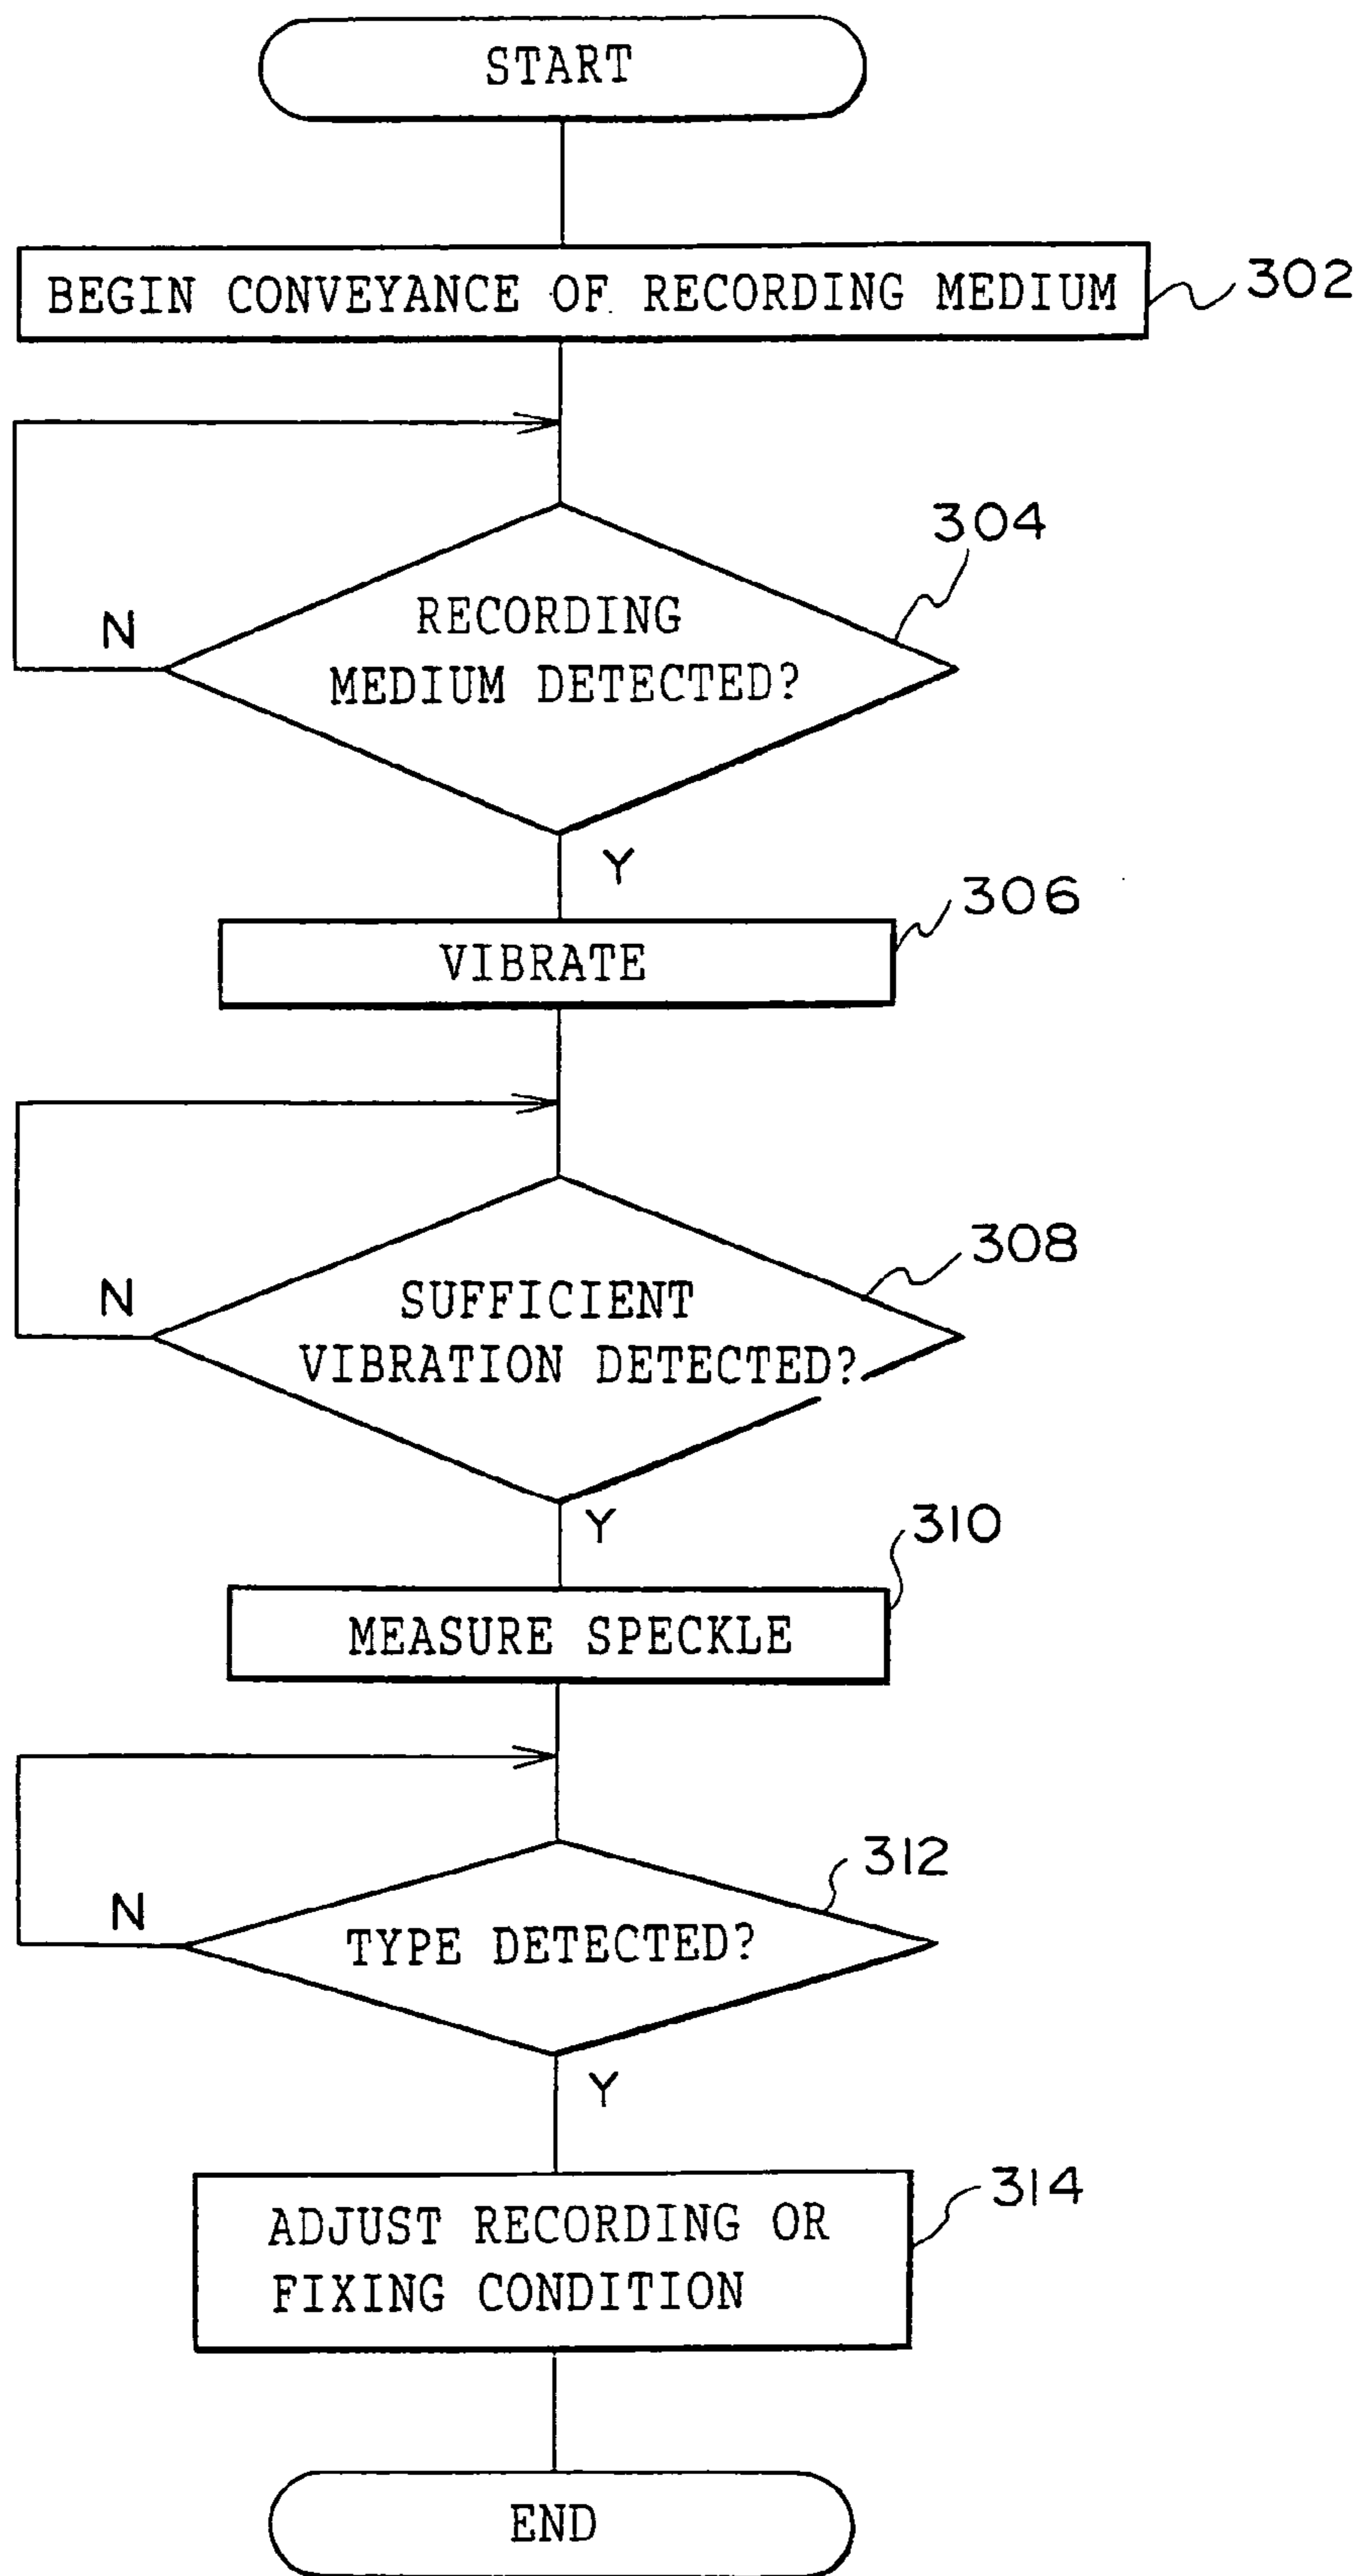 START
BEGIN CONVEYANCE OF RECORDING MEDIUM
302
304
RECORDING
MEDIUM DETECTED?
N
Y
306
VIBRATE
308
SUFFICIENT
VIBRATION DETECTED?
N
Y
310
MEASURE SPECKLE
312
TYPE DETECTED?
N
Y
314
ADJUST RECORDING OR
FIXING CONDITION
END